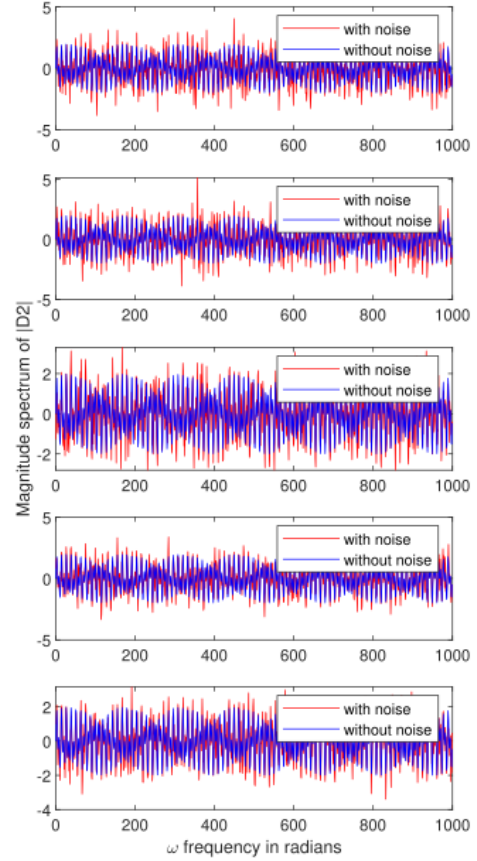 5
0
-5
0 200 400 600 800 1000
with noise
without noise
5
0
-5
0 200 400 600 800 1000
with noise
without noise
Magnitude spectrum of |D2|
2
0
-2
0 200 400 600 800 1000
with noise
without noise
5
0
-5
0 200 400 600 800 1000
with noise
without noise
2
0
-2
-4
0 200 400 600 800 1000
with noise
without noise
ω frequency in radians